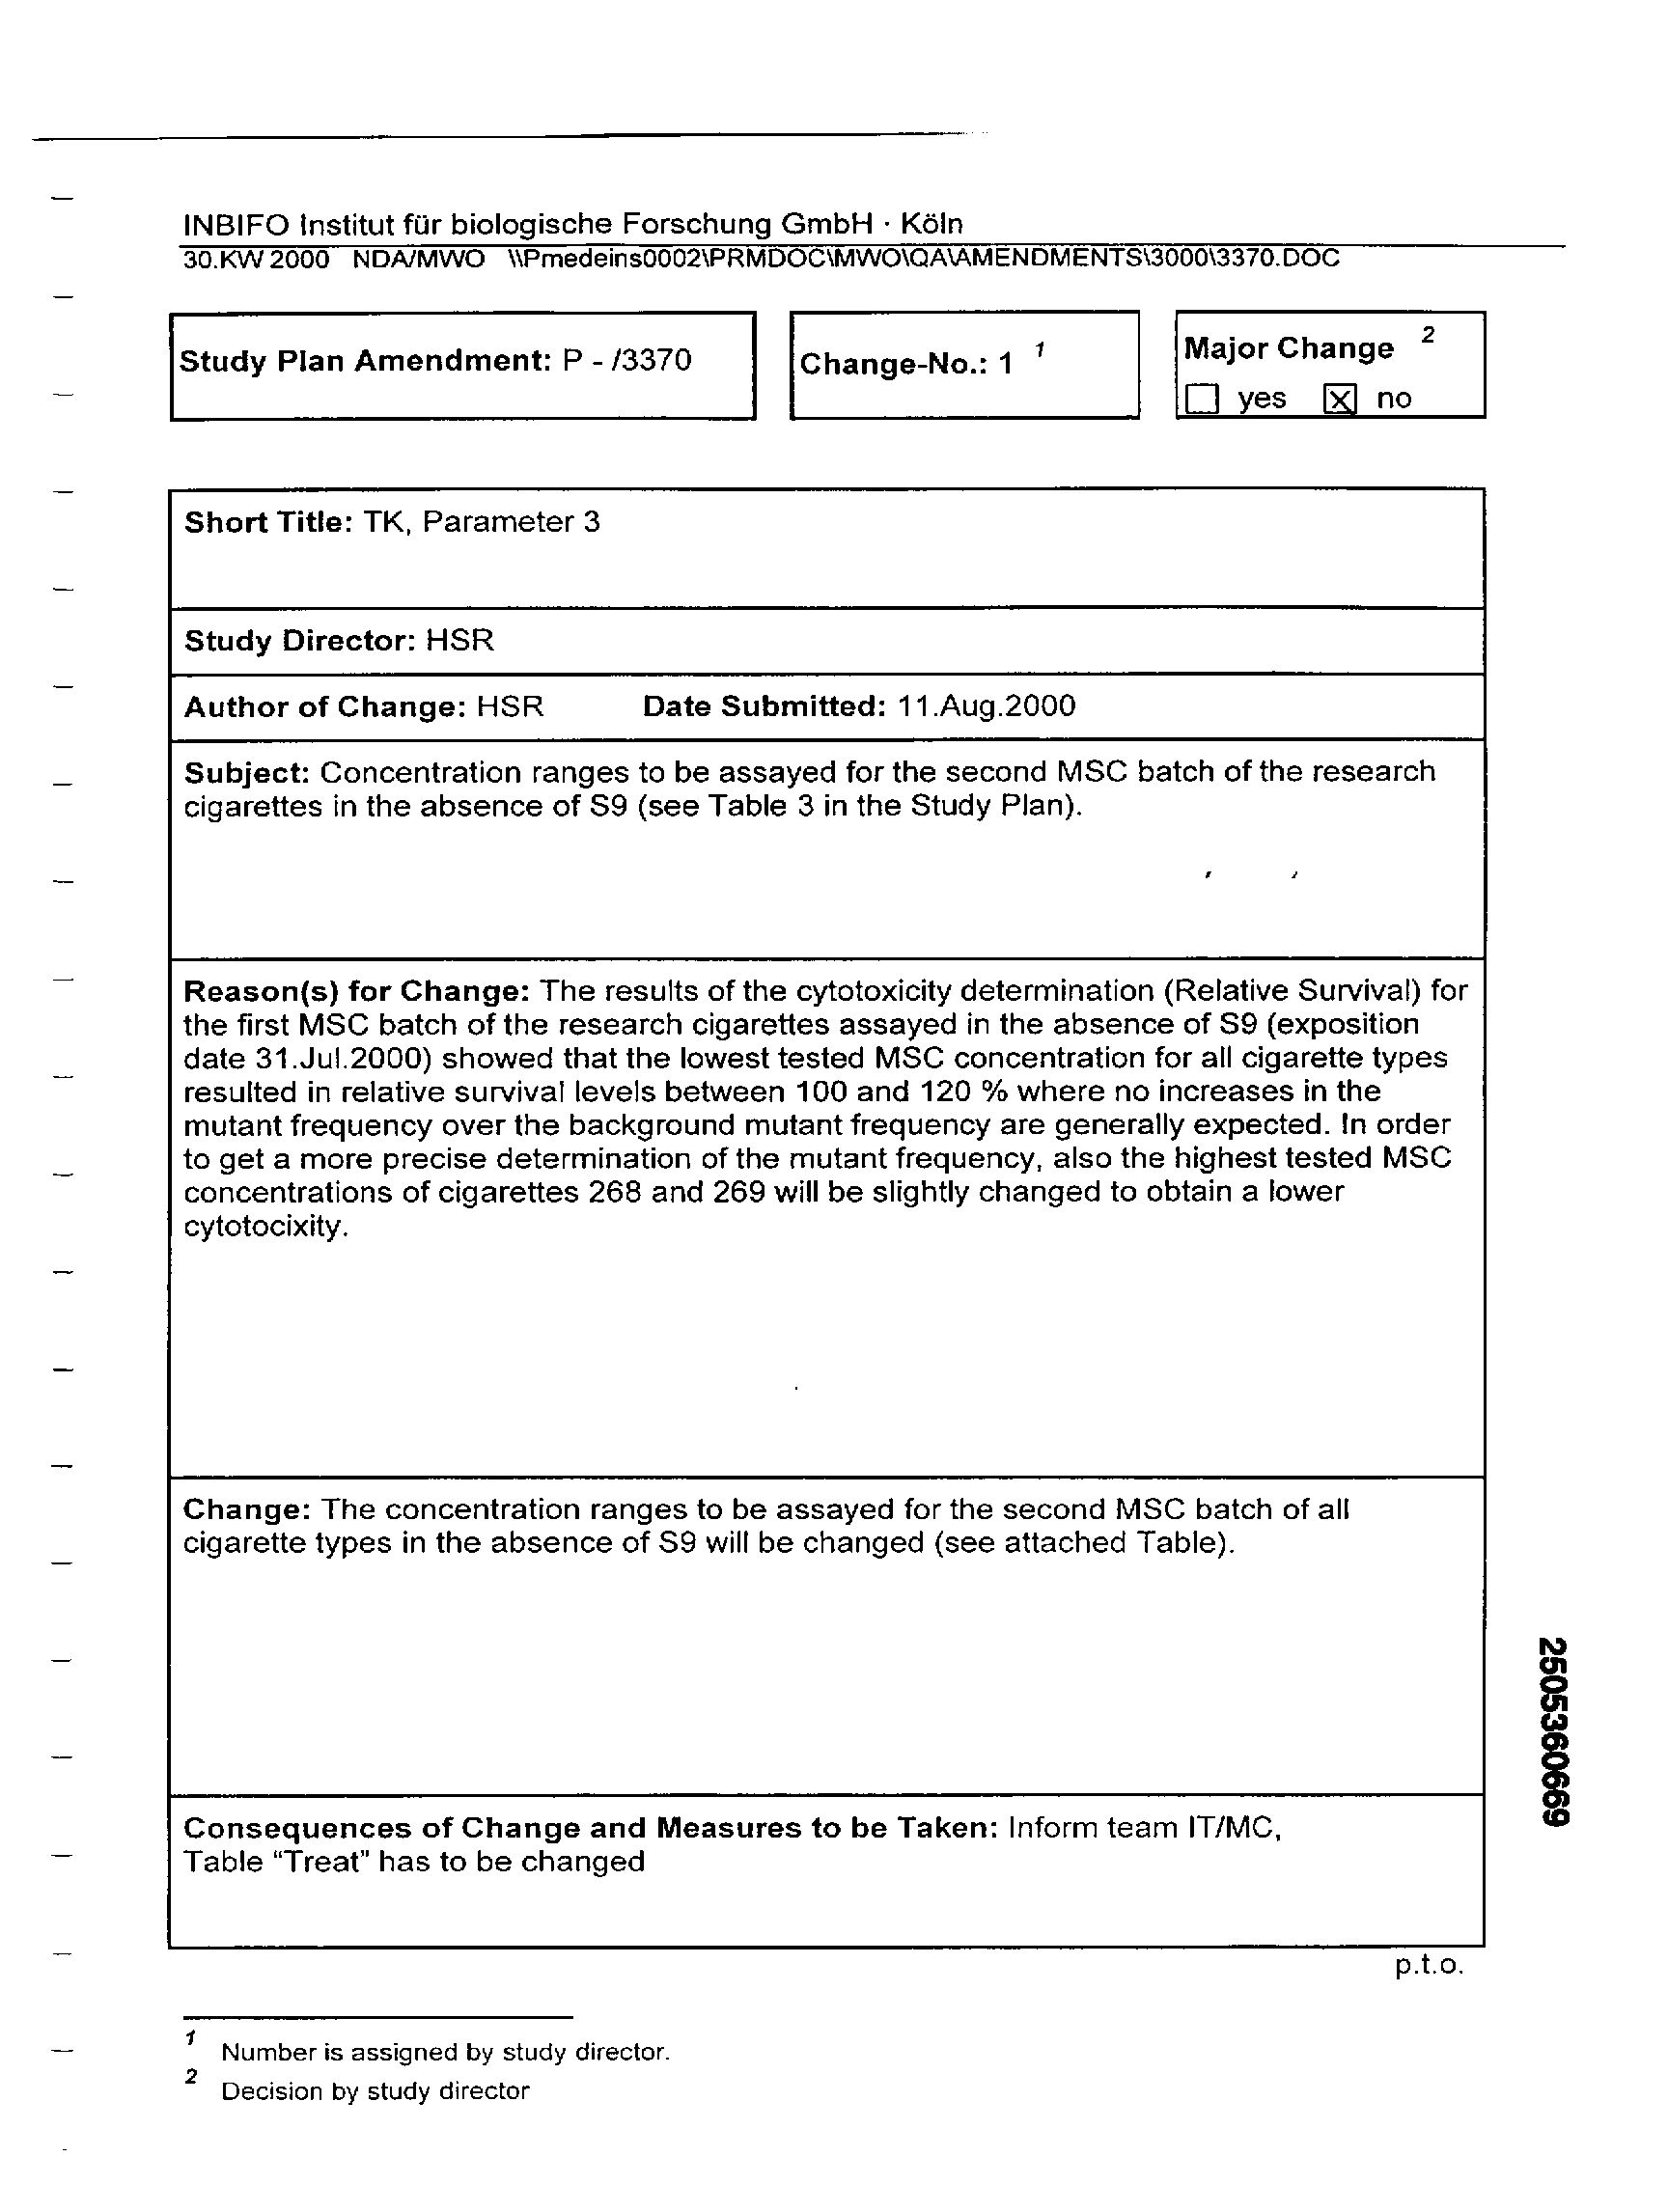 INBIFO Institut für biologische Forschung GmbH · Köln
30.KW 2000 NDA/MWO \\Pmedeins0002\PRMDOC\MWO\QA\AMENDMENTS\3000\3370.DOC
Study Plan Amendment: P - /3370
Change-No.: 1 1
Major Change 2
☐ yes ☒ no
Short Title: TK, Parameter 3
Study Director: HSR
Author of Change: HSR Date Submitted: 11.Aug.2000
Subject: Concentration ranges to be assayed for the second MSC batch of the research
cigarettes in the absence of S9 (see Table 3 in the Study Plan).
Reason(s) for Change: The results of the cytotoxicity determination (Relative Survival) for
the first MSC batch of the research cigarettes assayed in the absence of S9 (exposition
date 31.Jul.2000) showed that the lowest tested MSC concentration for all cigarette types
resulted in relative survival levels between 100 and 120 % where no increases in the
mutant frequency over the background mutant frequency are generally expected. In order
to get a more precise determination of the mutant frequency, also the highest tested MSC
concentrations of cigarettes 268 and 269 will be slightly changed to obtain a lower
cytotocixity.
Change: The concentration ranges to be assayed for the second MSC batch of all
cigarette types in the absence of S9 will be changed (see attached Table).
Consequences of Change and Measures to be Taken: Inform team IT/MC,
Table “Treat” has to be changed
p.t.o.
1 Number is assigned by study director.
2 Decision by study director
2505360669